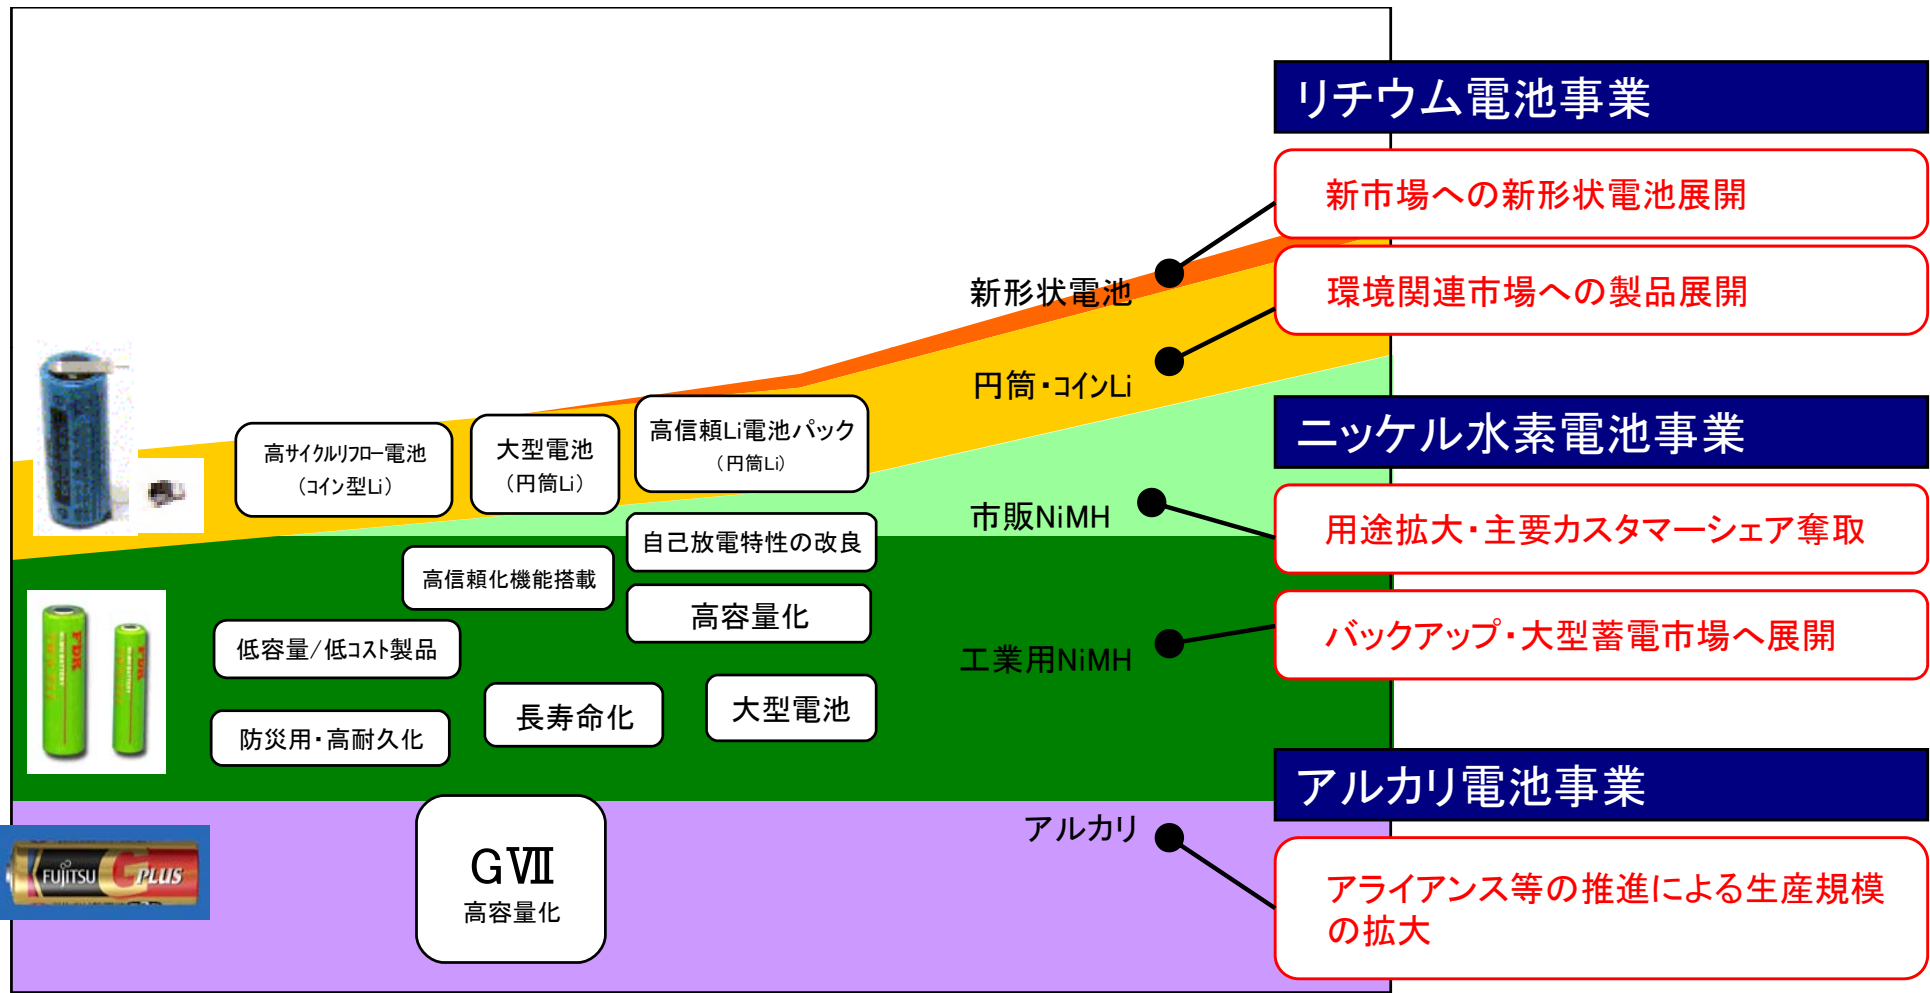 リチウム電池事業
新市場への新形状電池展開
環境関連市場への製品展開
新形状電池
円筒・コインLi
高サイクルリフロー電池
（コイン型Li）
大型電池
（円筒Li）
高信頼Li電池パック
（円筒Li）
ニッケル水素電池事業
用途拡大・主要カスタマーシェア奪取
バックアップ・大型蓄電市場へ展開
市販NiMH
自己放電特性の改良
高信頼化機能搭載
高容量化
低容量/低コスト製品
工業用NiMH
長寿命化
大型電池
防災用・高耐久化
FDK
FDK
アルカリ電池事業
アライアンス等の推進による生産規模
の拡大
アルカリ
GⅦ
高容量化
FUJITSU G PLUS